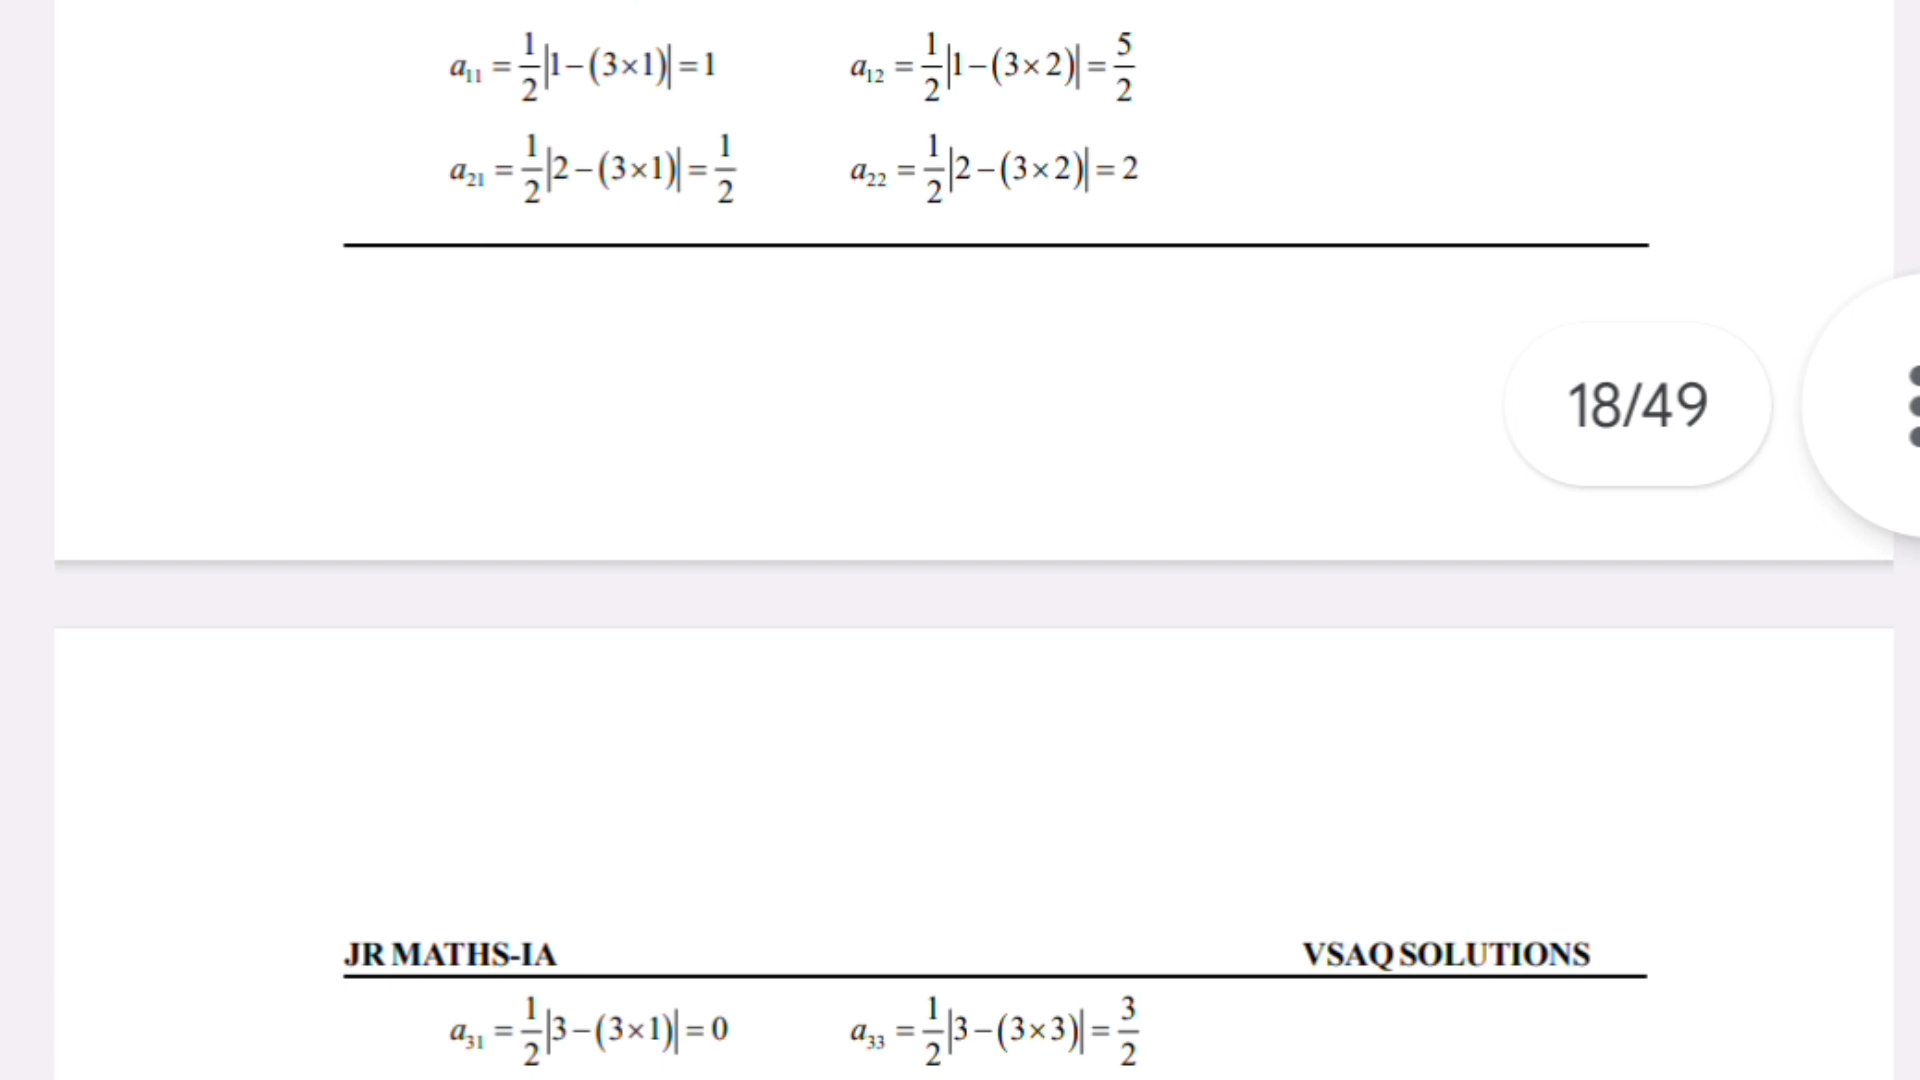 a₁₁ = 1/2 |1−(3×1)| = 1    a₁₂ = 1/2 |1−(3×2)| = 5/2
a₂₁ = 1/2 |2−(3×1)| = 1/2    a₂₂ = 1/2 |2−(3×2)| = 2
18/49
JR MATHS-IA    VSAQ SOLUTIONS
a₃₁ = 1/2 |3−(3×1)| = 0    a₃₃ = 1/2 |3−(3×3)| = 3/2